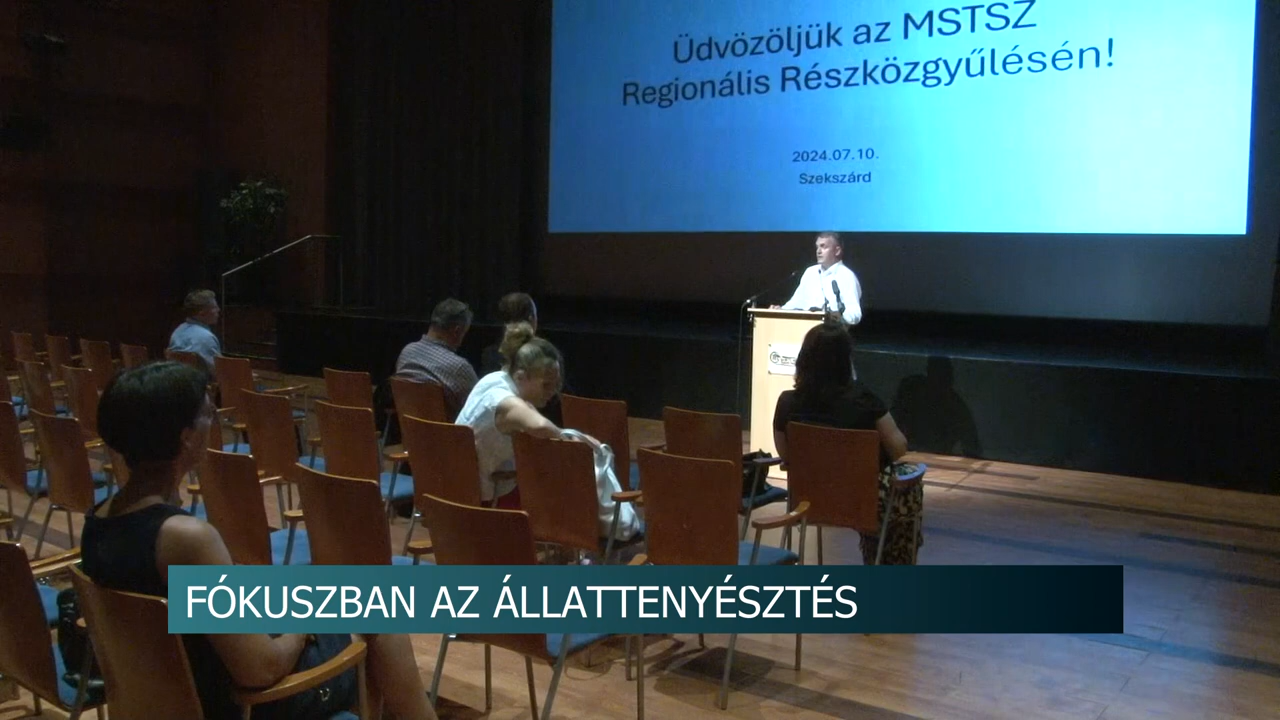 Üdvözöljük az MSTSZ
Regionális Részközgyűlésén!
2024.07.10.
Szekszárd
FÓKUSZBAN AZ ÁLLATTENYÉSZTÉS